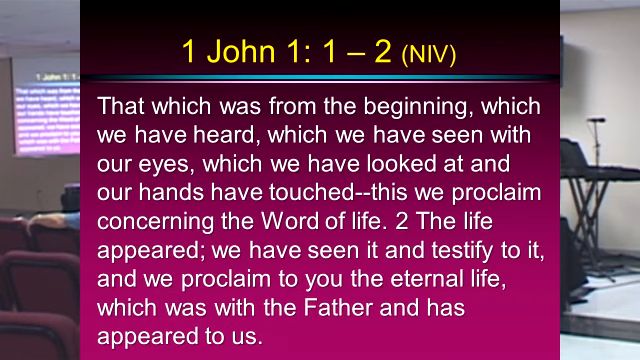 1 John 1: 1 – 2 (NIV)
That which was from the beginning, which
we have heard, which we have seen with
our eyes, which we have looked at and
our hands have touched--this we proclaim
concerning the Word of life. 2 The life
appeared; we have seen it and testify to it,
and we proclaim to you the eternal life,
which was with the Father and has
appeared to us.